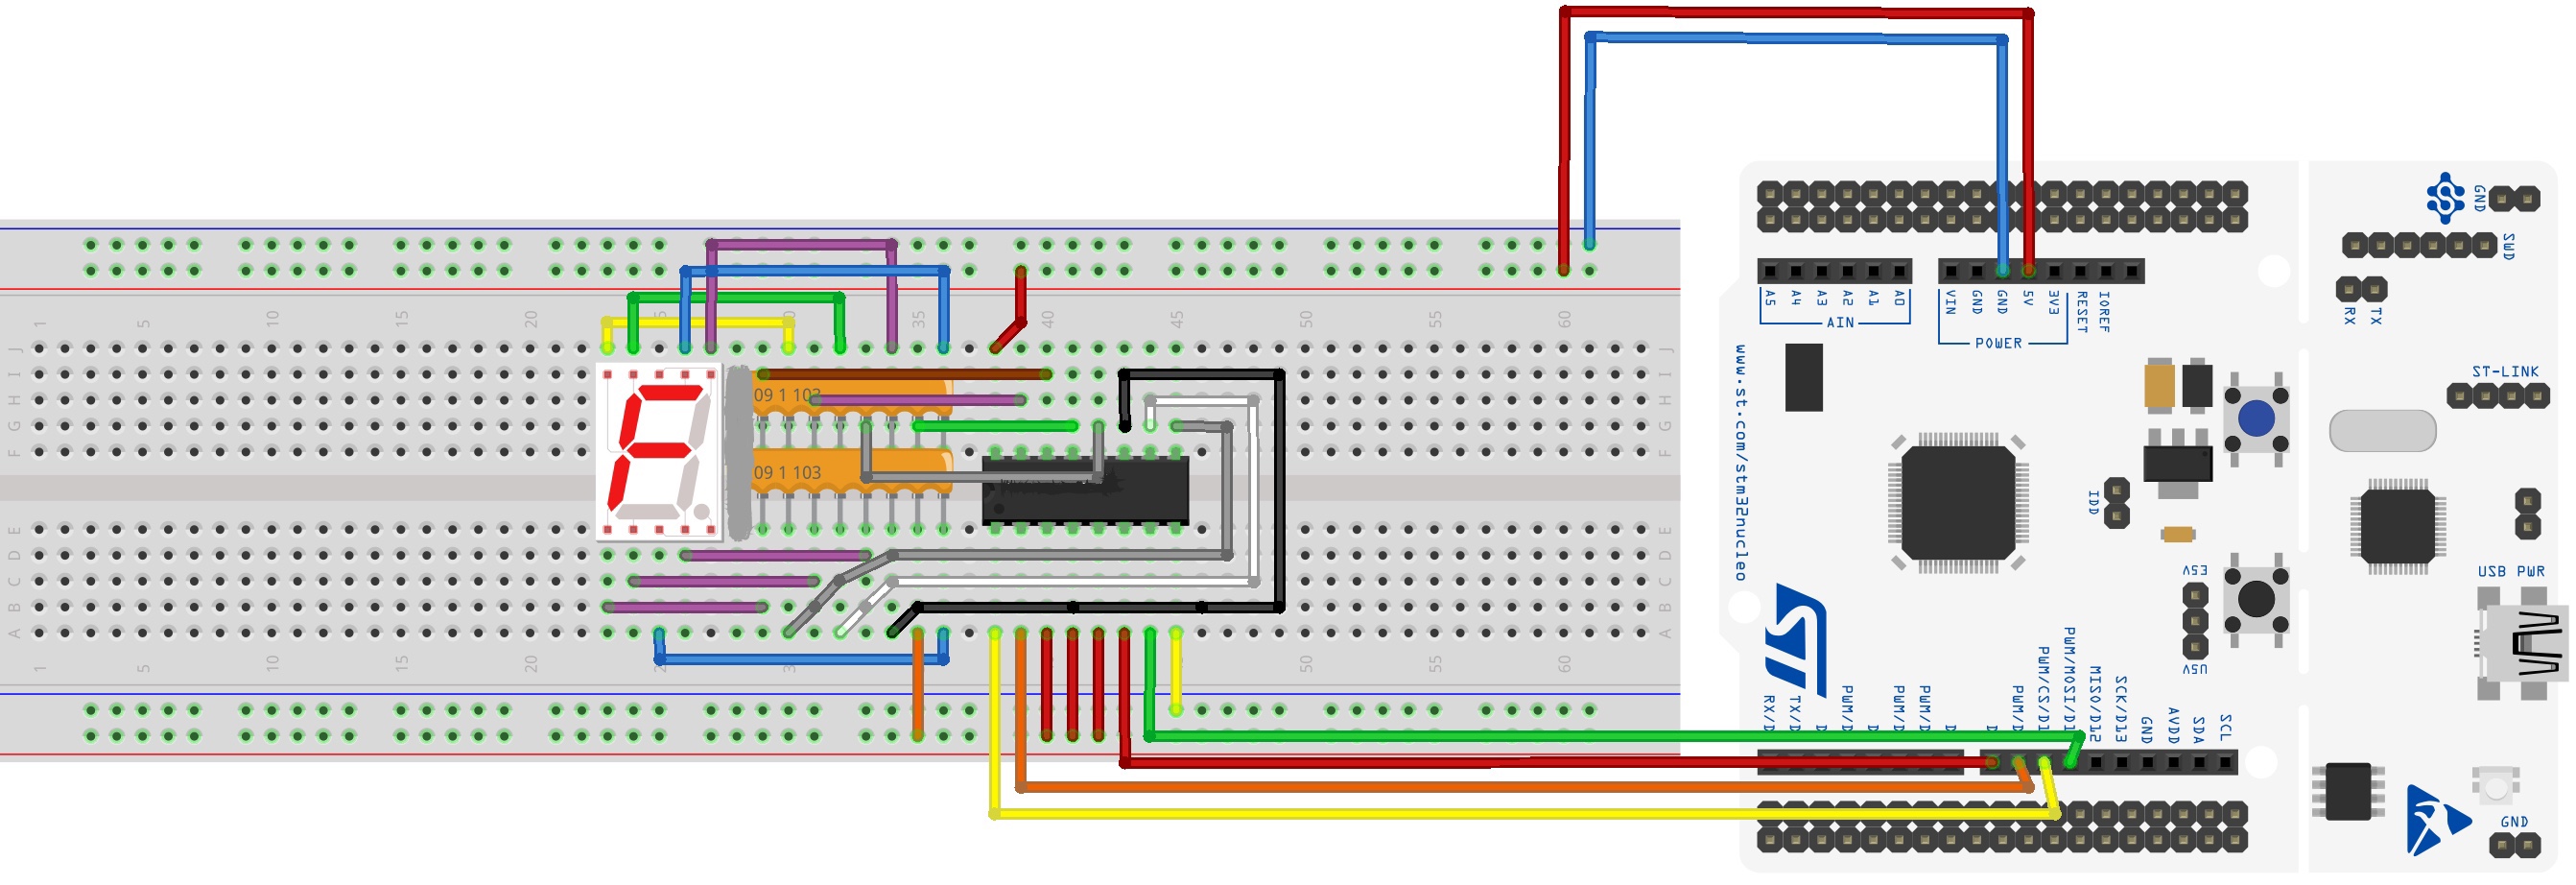 1 5 10 15 20 25 35 40 45 50 55 60
J J
I I
H H
G G
F F
E E
D D
C C
B B
A A
1 5 10 15 20 50 55 60
09 1 103
09 1 103
A5 A4 A3 A2 A1 A0
AIN
VIN GND GND 5V 3V3 RESET IOREF
POWER
GND
SWD
RX TX
ST-LINK
www.st.com/stm32nucleo
IDD
E5V
U5V
USB PWR
ST
RX/D TX/D D PWM/D D PWM/D PWM/D D
D PWM/D PWM/CS/D1 PWM/MOSI/D1 MISO/D12 SCK/D13 GND AVDD SDA SCL
GND